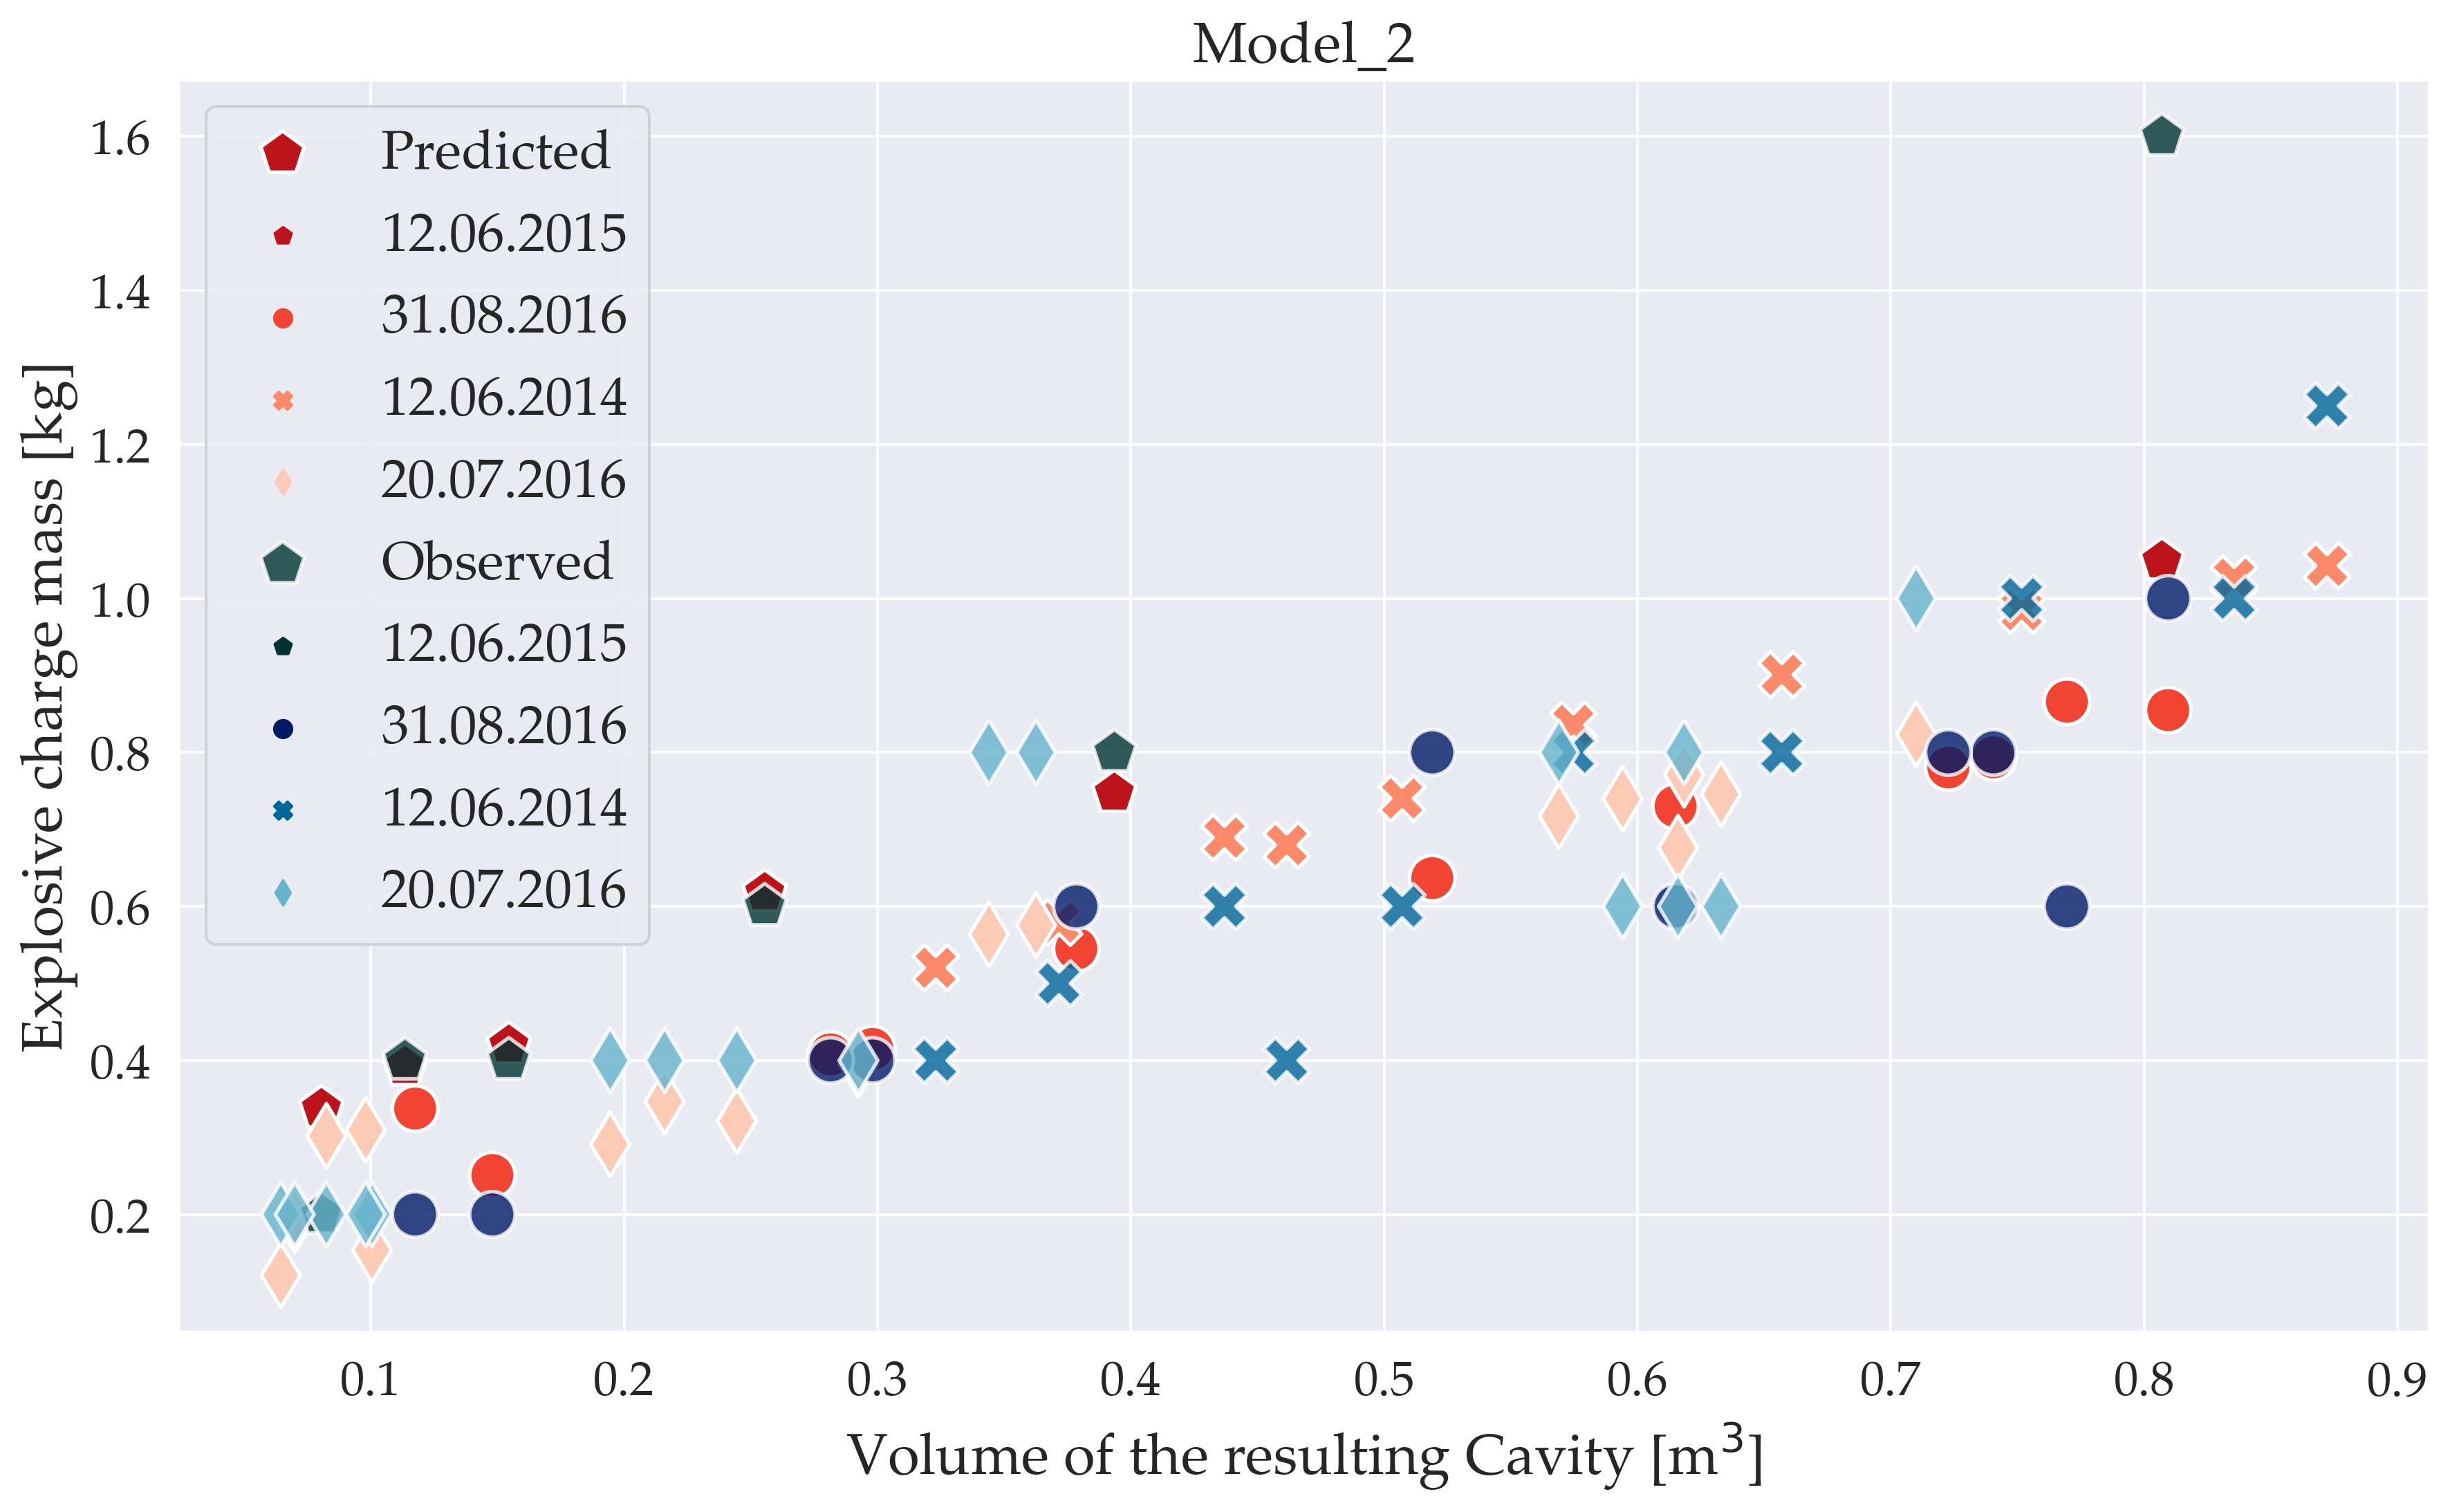 Model_2
Explosive charge mass [kg]
1.6
1.4
1.2
1.0
0.8
0.6
0.4
0.2
Predicted
12.06.2015
31.08.2016
12.06.2014
20.07.2016
Observed
12.06.2015
31.08.2016
12.06.2014
20.07.2016
0.1 0.2 0.3 0.4 0.5 0.6 0.7 0.8 0.9
Volume of the resulting Cavity [m³]